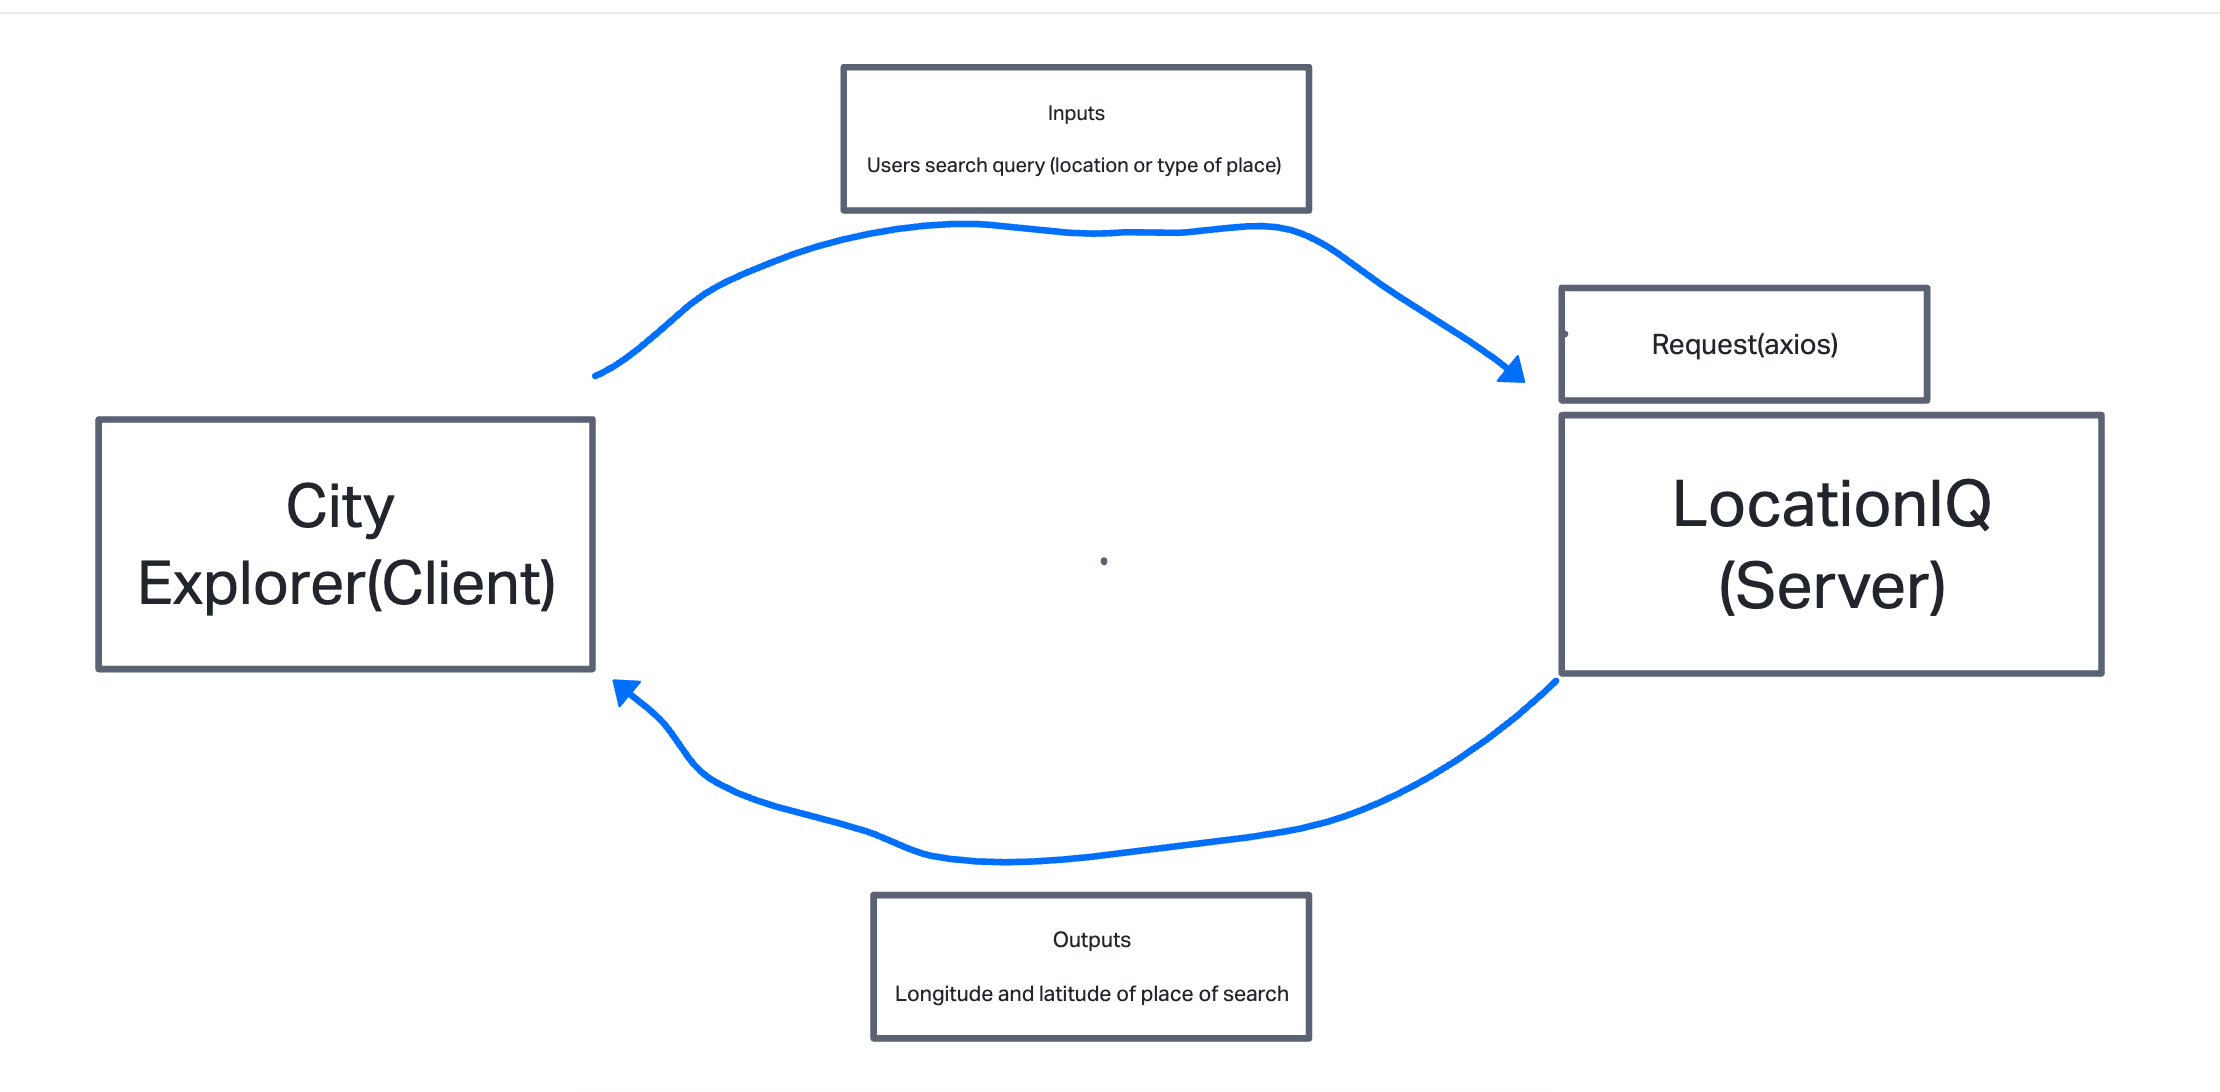 Inputs
Users search query (location or type of place)
Request(axios)
City
Explorer(Client)
LocationIQ
(Server)
Outputs
Longitude and latitude of place of search